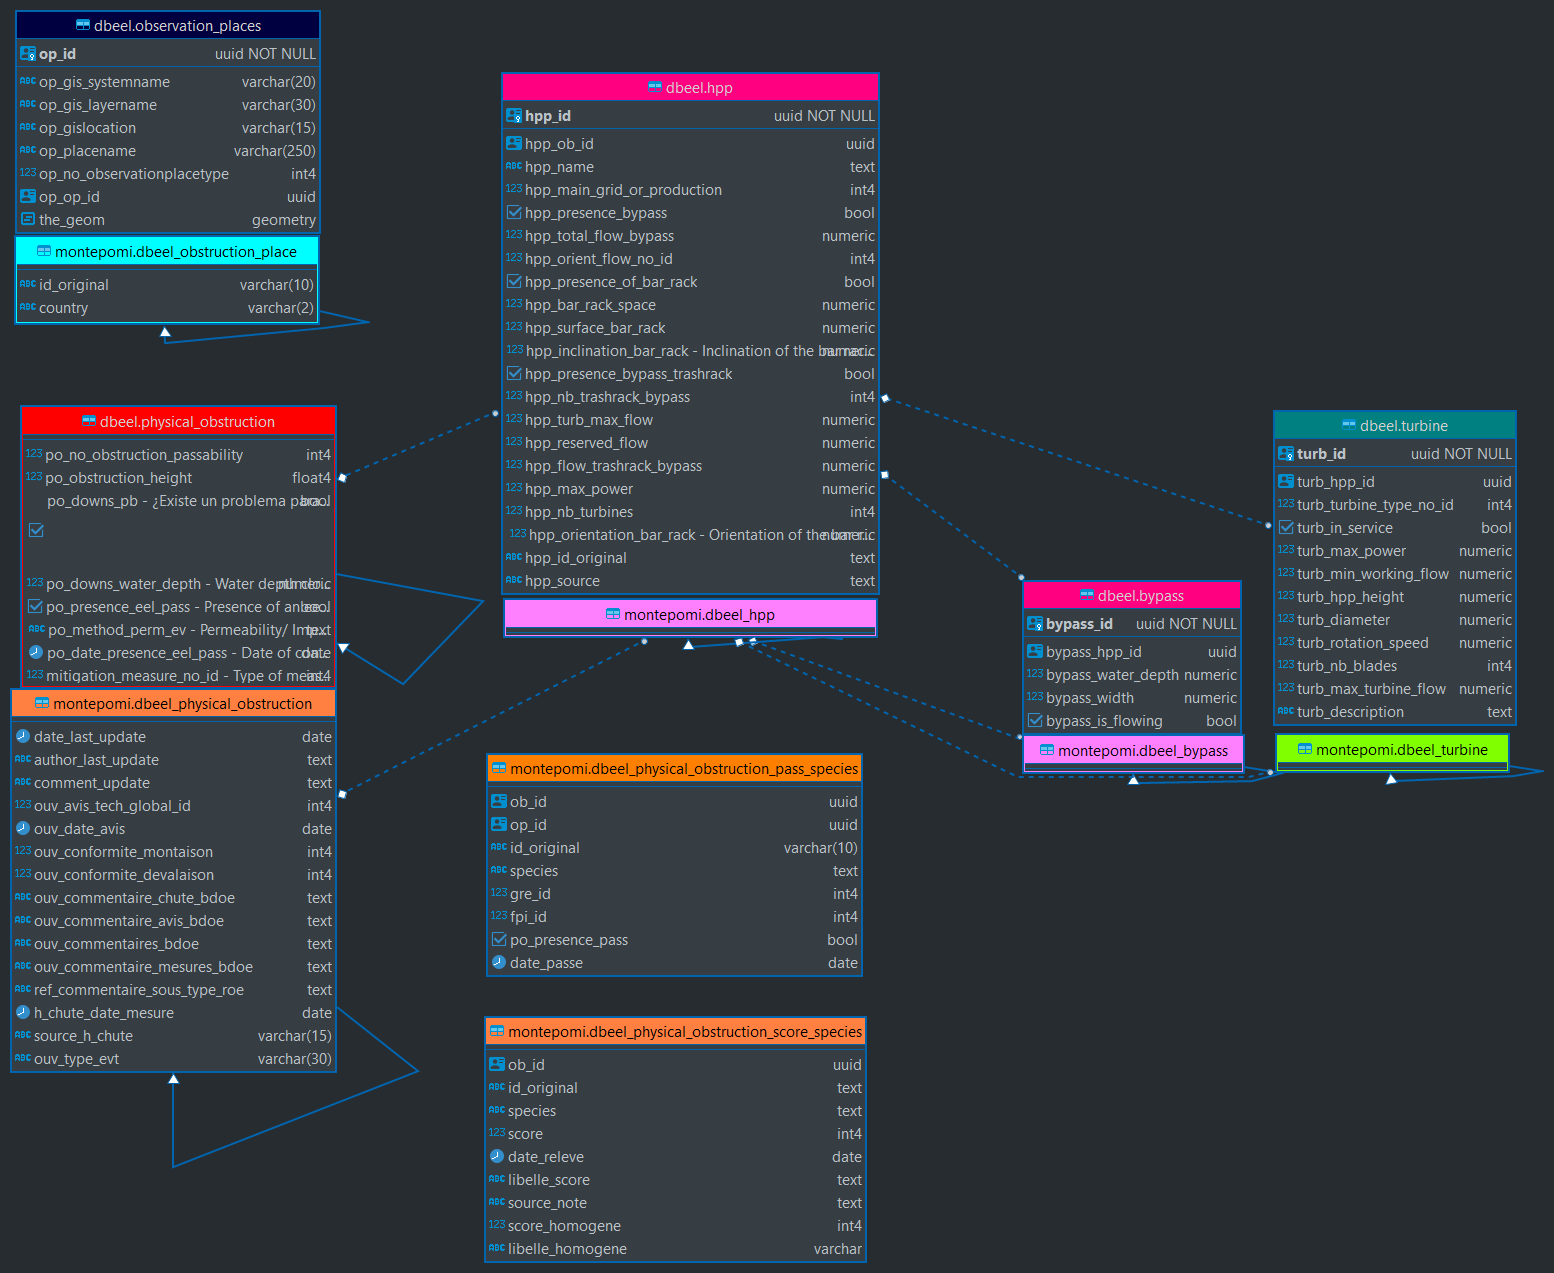 dbeel.observation_places
op_id uuid NOT NULL
op_gis_systemname varchar(20)
op_gis_layername varchar(30)
op_gislocation varchar(15)
op_placename varchar(250)
op_no_observationplacetype int4
op_op_id uuid
the_geom geometry
montepomi.dbeel_obstruction_place
id_original varchar(10)
country varchar(2)
dbeel.physical_obstruction
po_no_obstruction_passability int4
po_obstruction_height float4
po_downs_pb - ¿Existe un problema para...
po_downs_water_depth - Water depth
po_presence_eel_pass - Presence of an
po_method_perm_ev - Permeability/ Imp...
po_date_presence_eel_pass - Date of
mitigation_measure_no_id - Type of
montepomi.dbeel_physical_obstruction
date_last_update date
author_last_update text
comment_update text
ouv_avis_tech_global_id int4
ouv_date_avis date
ouv_conformite_montaison int4
ouv_conformite_devalaison int4
ouv_commentaire_chute_bdoe text
ouv_commentaire_avis_bdoe text
ouv_commentaires_bdoe text
ouv_commentaire_mesures_bdoe text
ref_commentaire_sous_type_roe text
h_chute_date_mesure date
source_h_chute varchar(15)
ouv_type_evt varchar(30)
dbeel.hpp
hpp_id uuid NOT NULL
hpp_ob_id uuid
hpp_name text
hpp_main_grid_or_production int4
hpp_presence_bypass bool
hpp_total_flow_bypass numeric
hpp_orient_flow_no_id int4
hpp_presence_of_bar_rack bool
hpp_bar_rack_space numeric
hpp_surface_bar_rack numeric
hpp_inclination_bar_rack - Inclination of the
hpp_presence_bypass_trashrack bool
hpp_nb_trashrack_bypass int4
hpp_turb_max_flow numeric
hpp_reserved_flow numeric
hpp_flow_trashrack_bypass numeric
hpp_max_power numeric
hpp_nb_turbines int4
hpp_orientation_bar_rack - Orientation of the
hpp_id_original text
hpp_source text
montepomi.dbeel_hpp
montepomi.dbeel_physical_obstruction_pass_species
ob_id uuid
op_id uuid
id_original varchar(10)
species text
gre_id int4
fpi_id int4
po_presence_pass bool
date_passe date
montepomi.dbeel_physical_obstruction_score_species
ob_id uuid
id_original text
species text
score int4
date_releve date
libelle_score text
source_note text
score_homogene int4
libelle_homogene varchar
dbeel.bypass
bypass_id uuid NOT NULL
bypass_hpp_id uuid
bypass_water_depth numeric
bypass_width numeric
bypass_is_flowing bool
montepomi.dbeel_bypass
dbeel.turbine
turb_id uuid NOT NULL
turb_hpp_id uuid
turb_turbine_type_no_id int4
turb_in_service bool
turb_max_power numeric
turb_min_working_flow numeric
turb_hpp_height numeric
turb_diameter numeric
turb_rotation_speed numeric
turb_nb_blades int4
turb_max_turbine_flow numeric
turb_description text
montepomi.dbeel_turbine